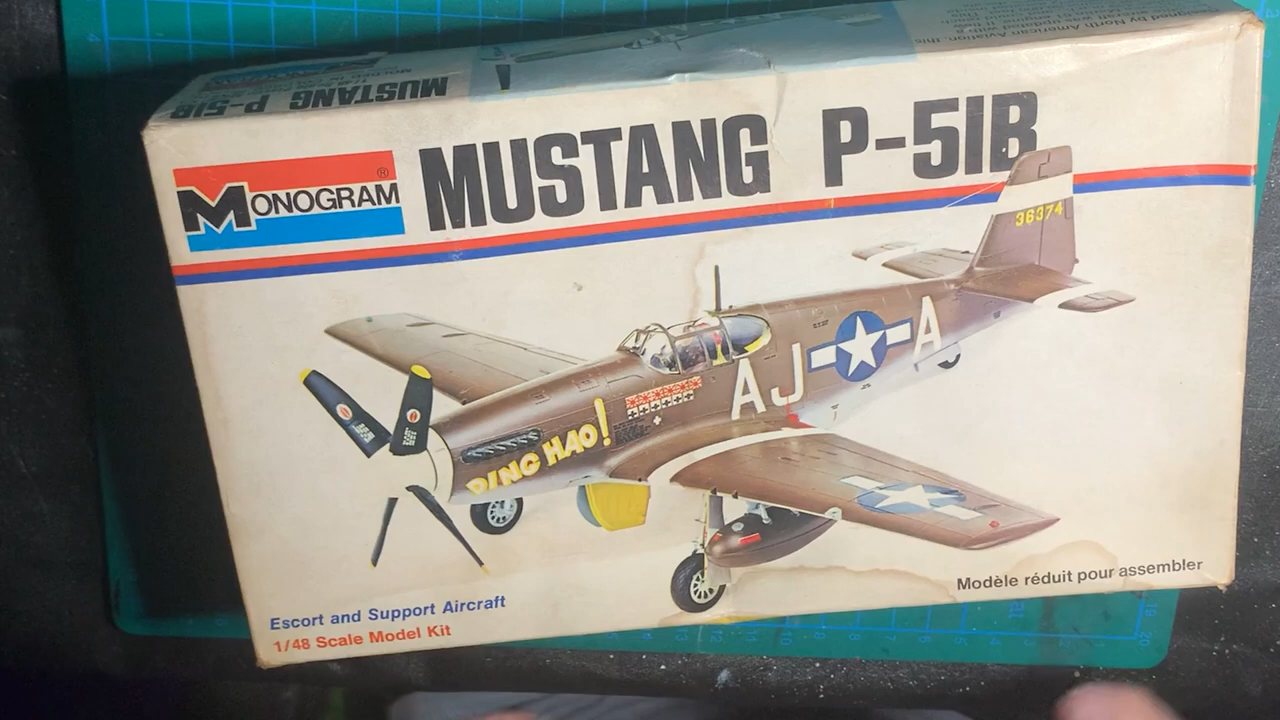 MUSTANG P-51B
MONOGRAM®
MUSTANG P-51B
36374
A
AJ
DING HAO!
Modèle réduit pour assembler
Escort and Support Aircraft
1/48 Scale Model Kit